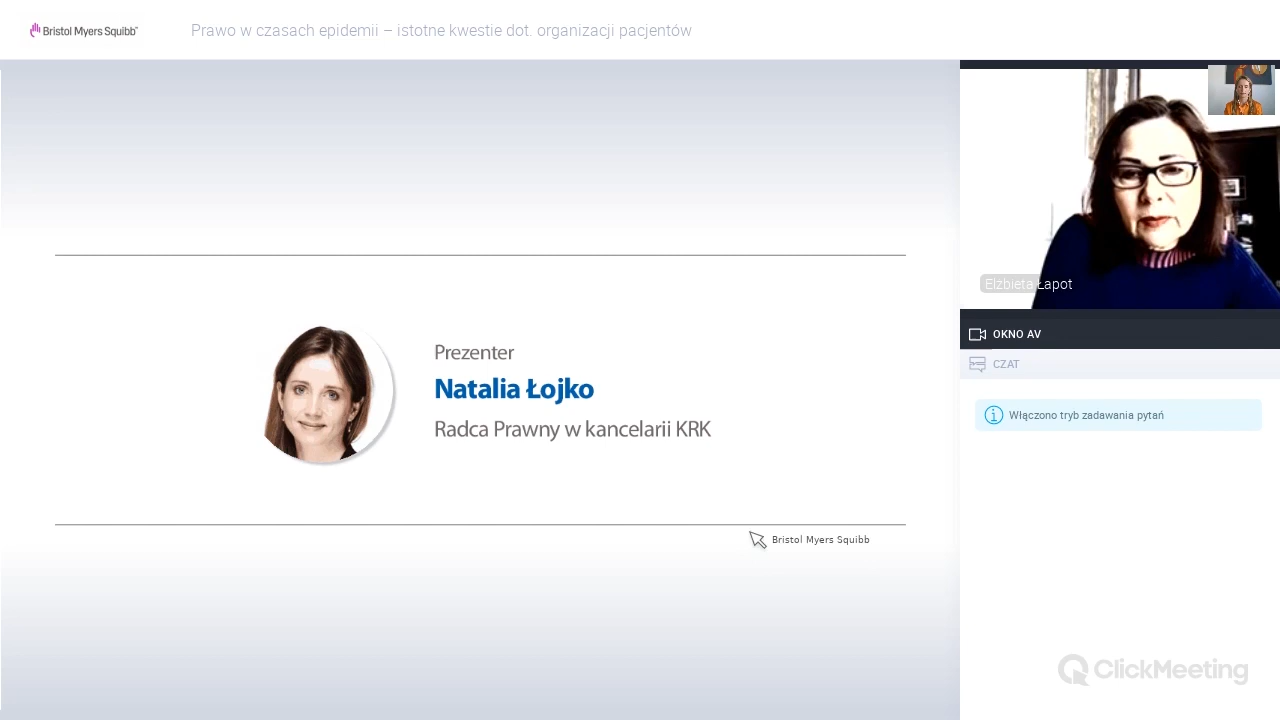 Bristol Myers Squibb™
Prawo w czasach epidemii – istotne kwestie dot. organizacji pacjentów
Prezenter
Natalia Łojko
Radca Prawny w kancelarii KRK
Bristol Myers Squibb
Elżbieta Łapot
OKNO AV
CZAT
Włączono tryb zadawania pytań
ClickMeeting